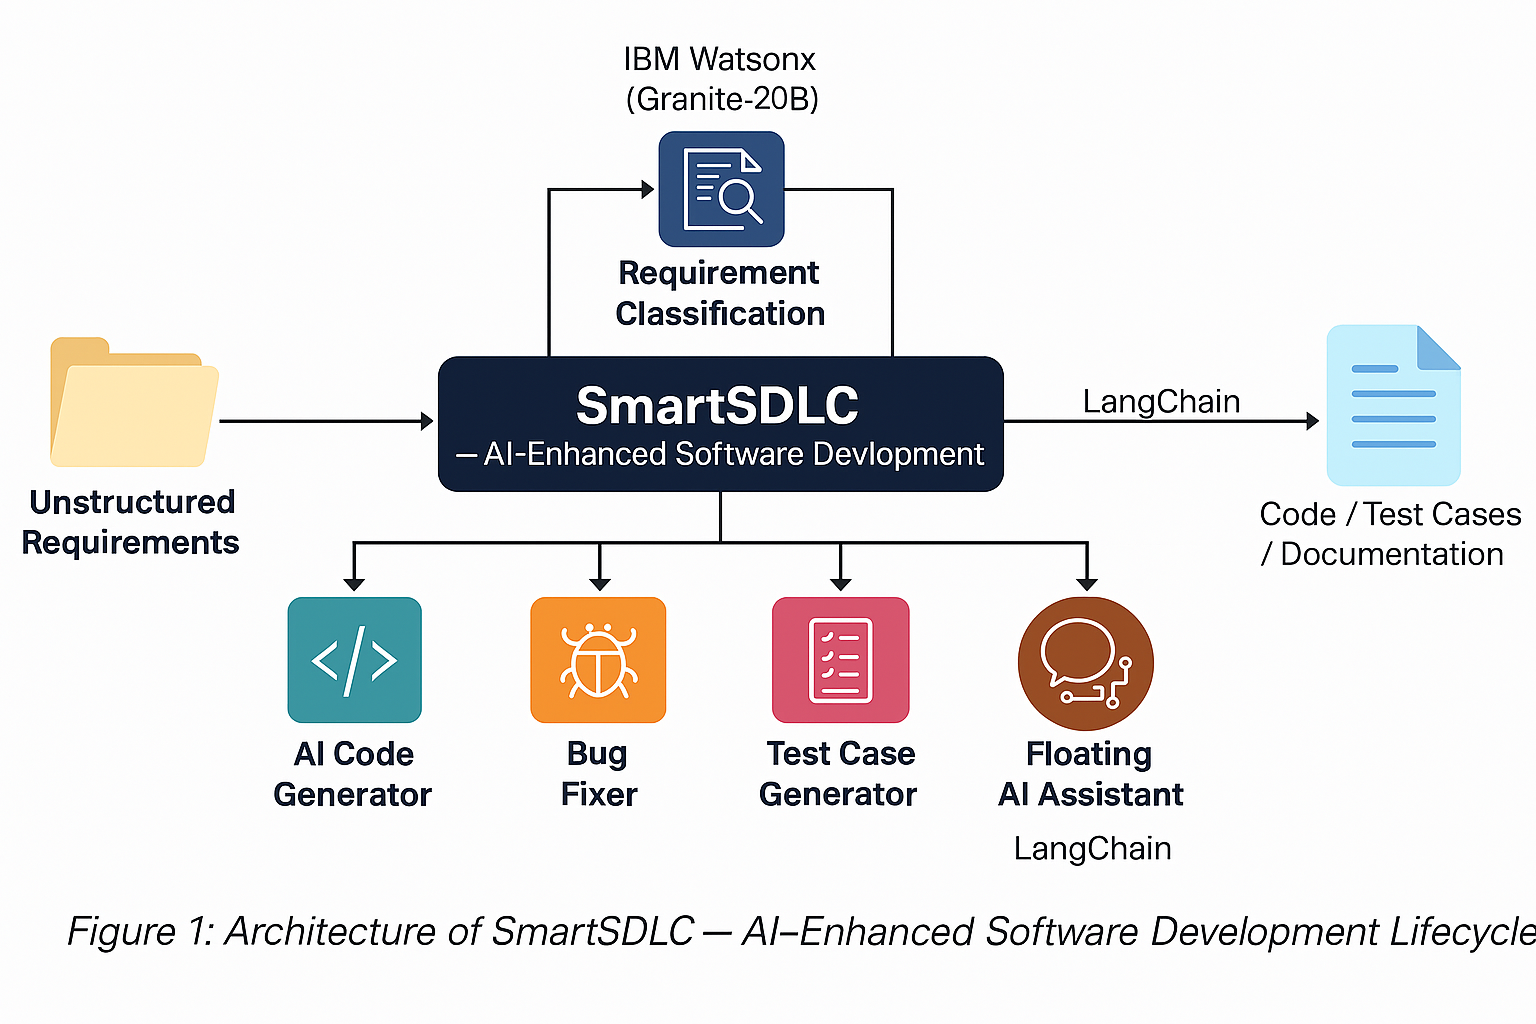 IBM Watsonx
(Granite-20B)
Requirement
Classification
SmartSDLC
— AI-Enhanced Software Devlopment
LangChain
Unstructured
Requirements
Code / Test Cases
/ Documentation
</>
AI Code
Generator
Bug
Fixer
Test Case
Generator
Floating
AI Assistant
LangChain
Figure 1: Architecture of SmartSDLC — AI–Enhanced Software Development Lifecycle